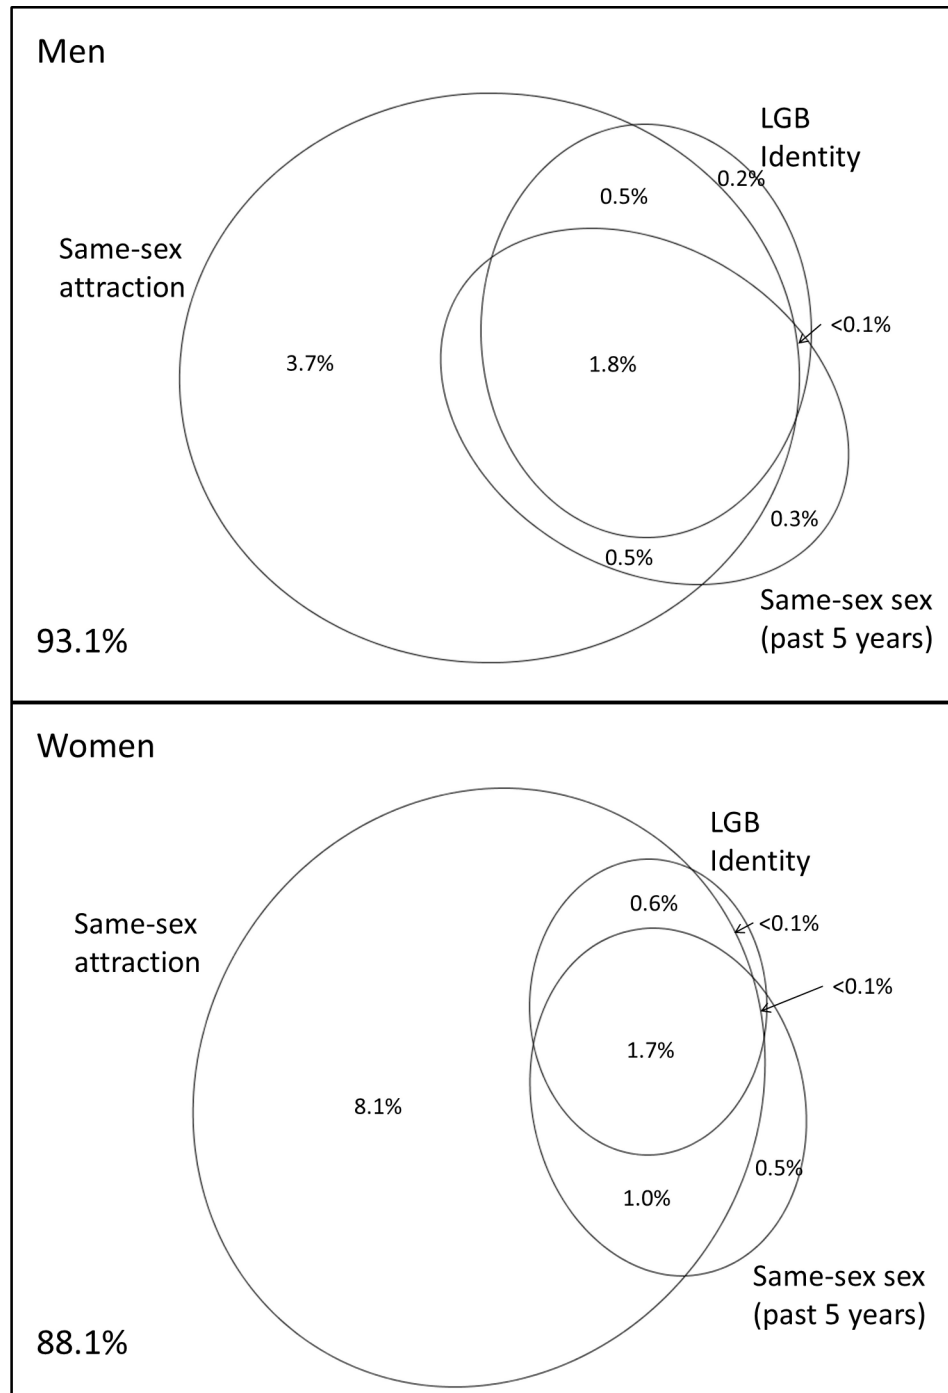 Men
LGB
Identity
0.2%
0.5%
Same-sex
attraction
<0.1%
3.7%
1.8%
0.3%
0.5%
Same-sex sex
(past 5 years)
93.1%
Women
LGB
Identity
0.6%
<0.1%
Same-sex
attraction
<0.1%
1.7%
8.1%
0.5%
1.0%
Same-sex sex
(past 5 years)
88.1%